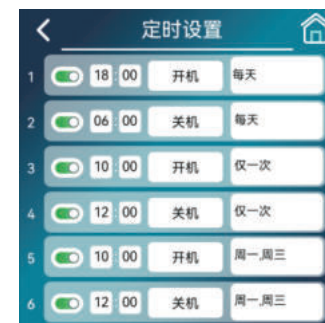 定时设置
1 18:00 开机 每天
2 06:00 关机 每天
3 10:00 开机 仅一次
4 12:00 关机 仅一次
5 10:00 开机 周一,周三
6 12:00 关机 周一,周三